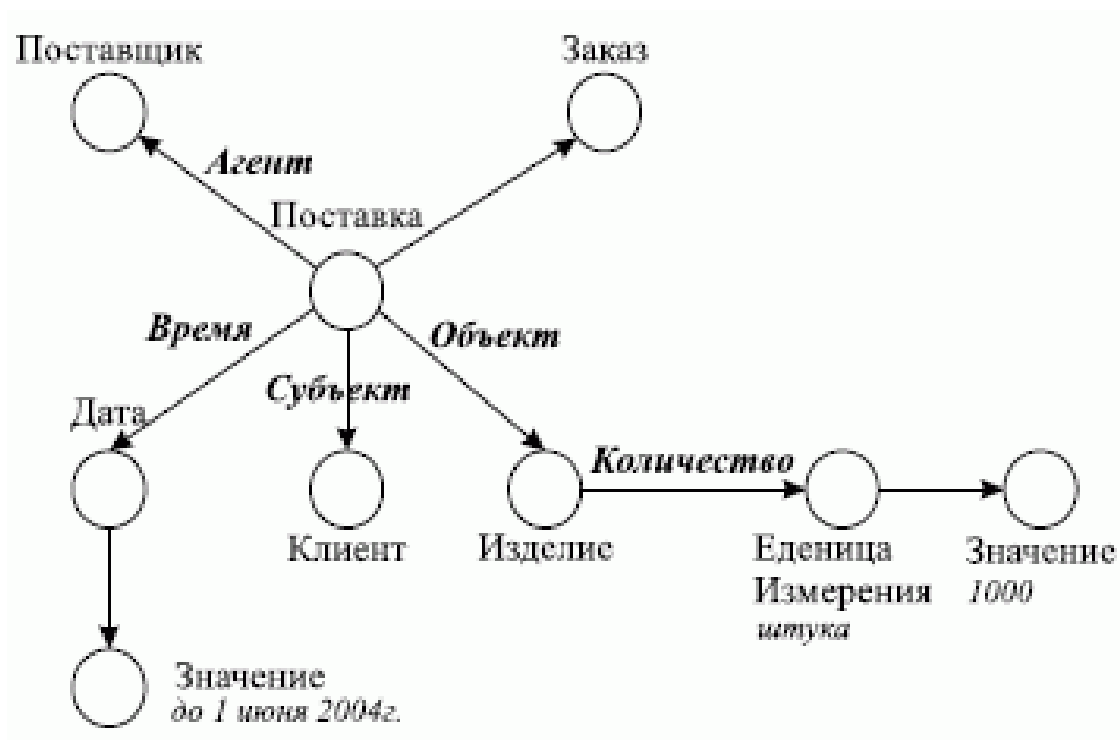 Поставщик
Заказ
Агент
Поставка
Время
Объект
Субъект
Дата
Количество
Клиент
Изделие
Еденица
Измерения
штука
Значение
1000
Значение
до 1 июня 2004г.